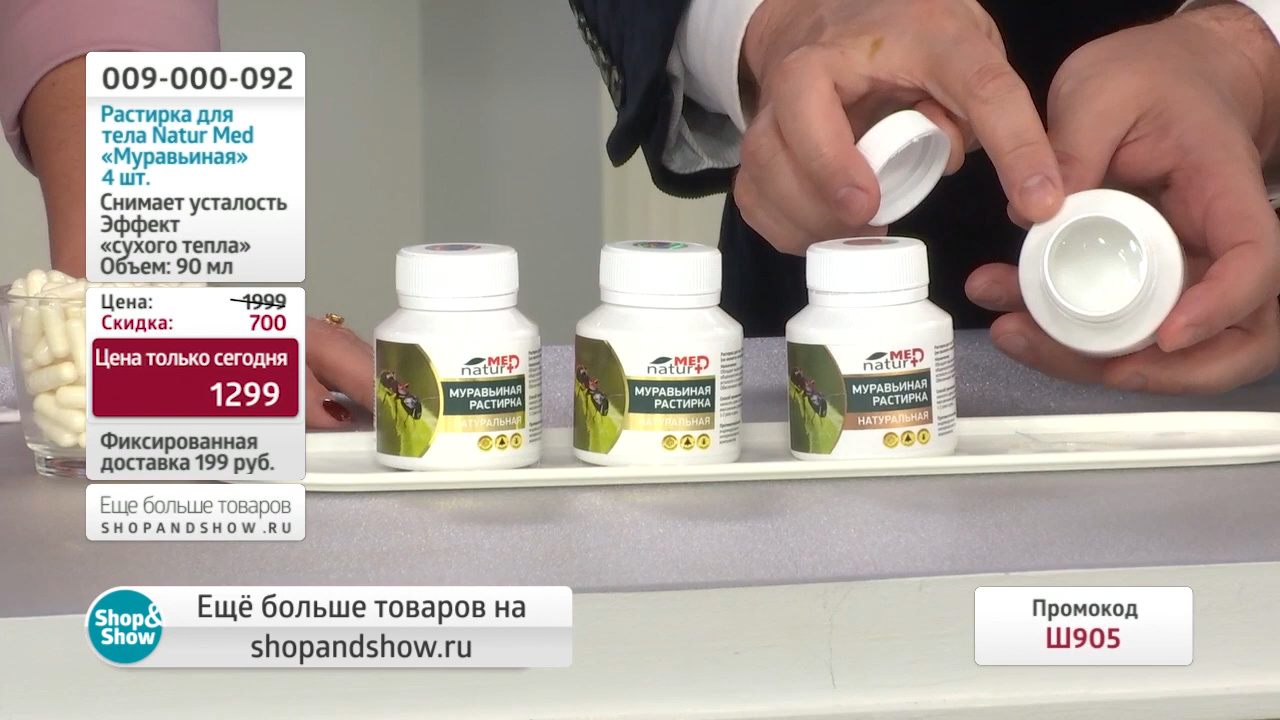 009-000-092
Растирка для
тела Natur Med
«Муравьиная»
4 шт.
Снимает усталость
Эффект
«сухого тепла»
Объем: 90 мл
Цена: 1999
Скидка: 700
Цена только сегодня
1299
Фиксированная
доставка 199 руб.
Еще больше товаров
SHOPANDSHOW.RU
MED
natur
МУРАВЬИНАЯ
РАСТИРКА
НАТУРАЛЬНАЯ
MED
natur
МУРАВЬИНАЯ
РАСТИРКА
НАТУРАЛЬНАЯ
MED
natur
МУРАВЬИНАЯ
РАСТИРКА
НАТУРАЛЬНАЯ
Shop&
Show
Ещё больше товаров на
shopandshow.ru
Промокод
Ш905